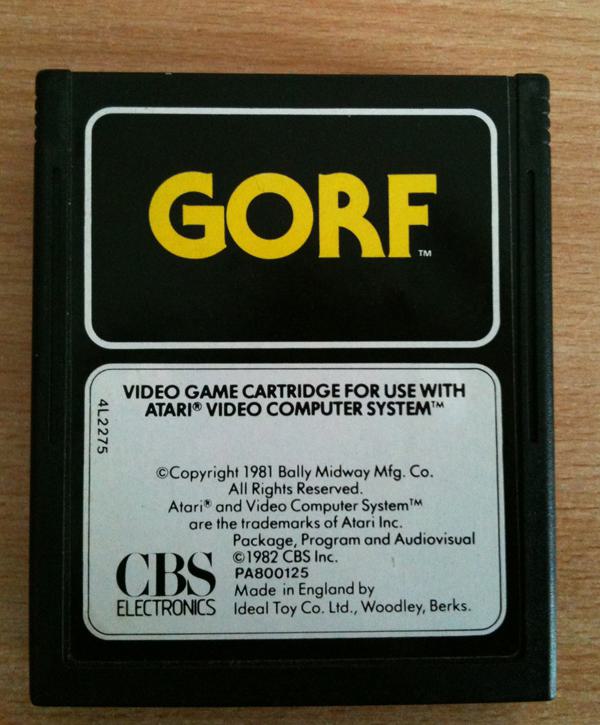 GORF™
VIDEO GAME CARTRIDGE FOR USE WITH
ATARI® VIDEO COMPUTER SYSTEM™
4L2275
©Copyright 1981 Bally Midway Mfg. Co.
All Rights Reserved.
Atari® and Video Computer System™
are the trademarks of Atari Inc.
Package, Program and Audiovisual
©1982 CBS Inc.
PA800125
Made in England by
Ideal Toy Co. Ltd., Woodley, Berks.
CBS
ELECTRONICS